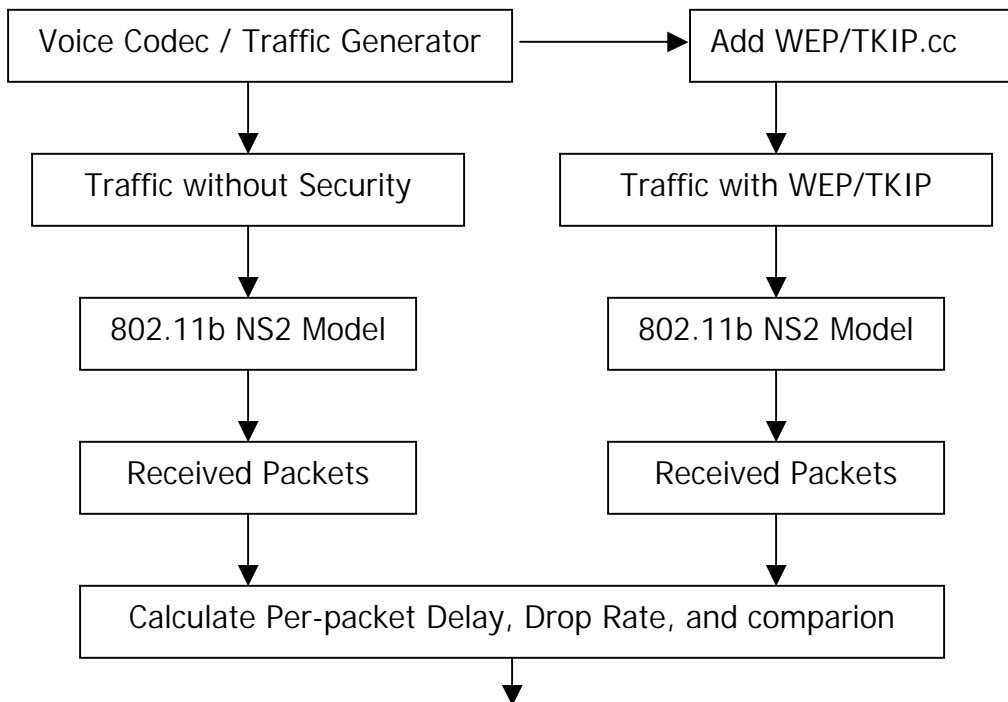 Voice Codec / Traffic Generator
Add WEP/TKIP.cc
Traffic without Security
Traffic with WEP/TKIP
802.11b NS2 Model
802.11b NS2 Model
Received Packets
Received Packets
Calculate Per-packet Delay, Drop Rate, and comparion